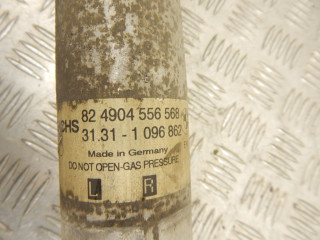 CHS
82 4904 556 568
31.31 - 1 096 862
Made in Germany
DO NOT OPEN-GAS PRESSURE
L R